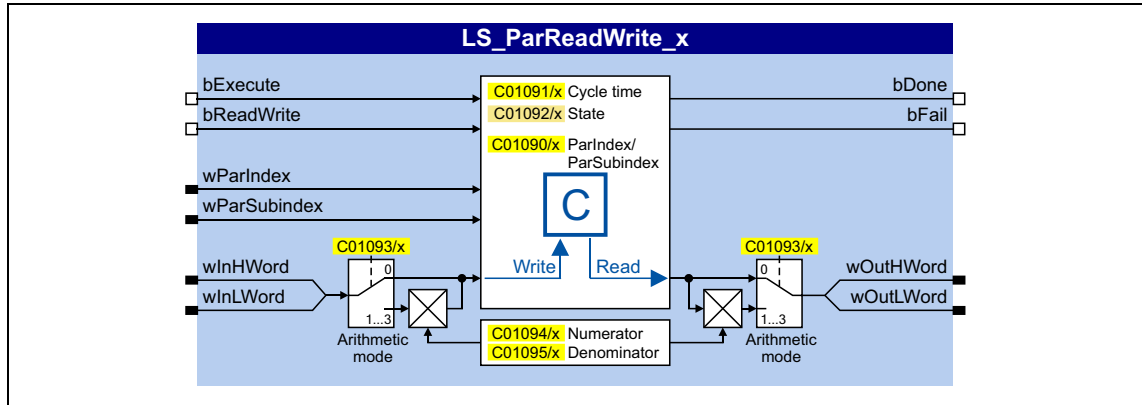 LS_ParReadWrite_x
bExecute
bReadWrite
wParIndex
wParSubindex
wInHWord
wInLWord
C01091/x Cycle time
C01092/x State
C01090/x ParIndex/
ParSubindex
C
Write
Read
bDone
bFail
C01093/x
0
1...3
Arithmetic
mode
C01094/x Numerator
C01095/x Denominator
C01093/x
0
1...3
Arithmetic
mode
wOutHWord
wOutLWord